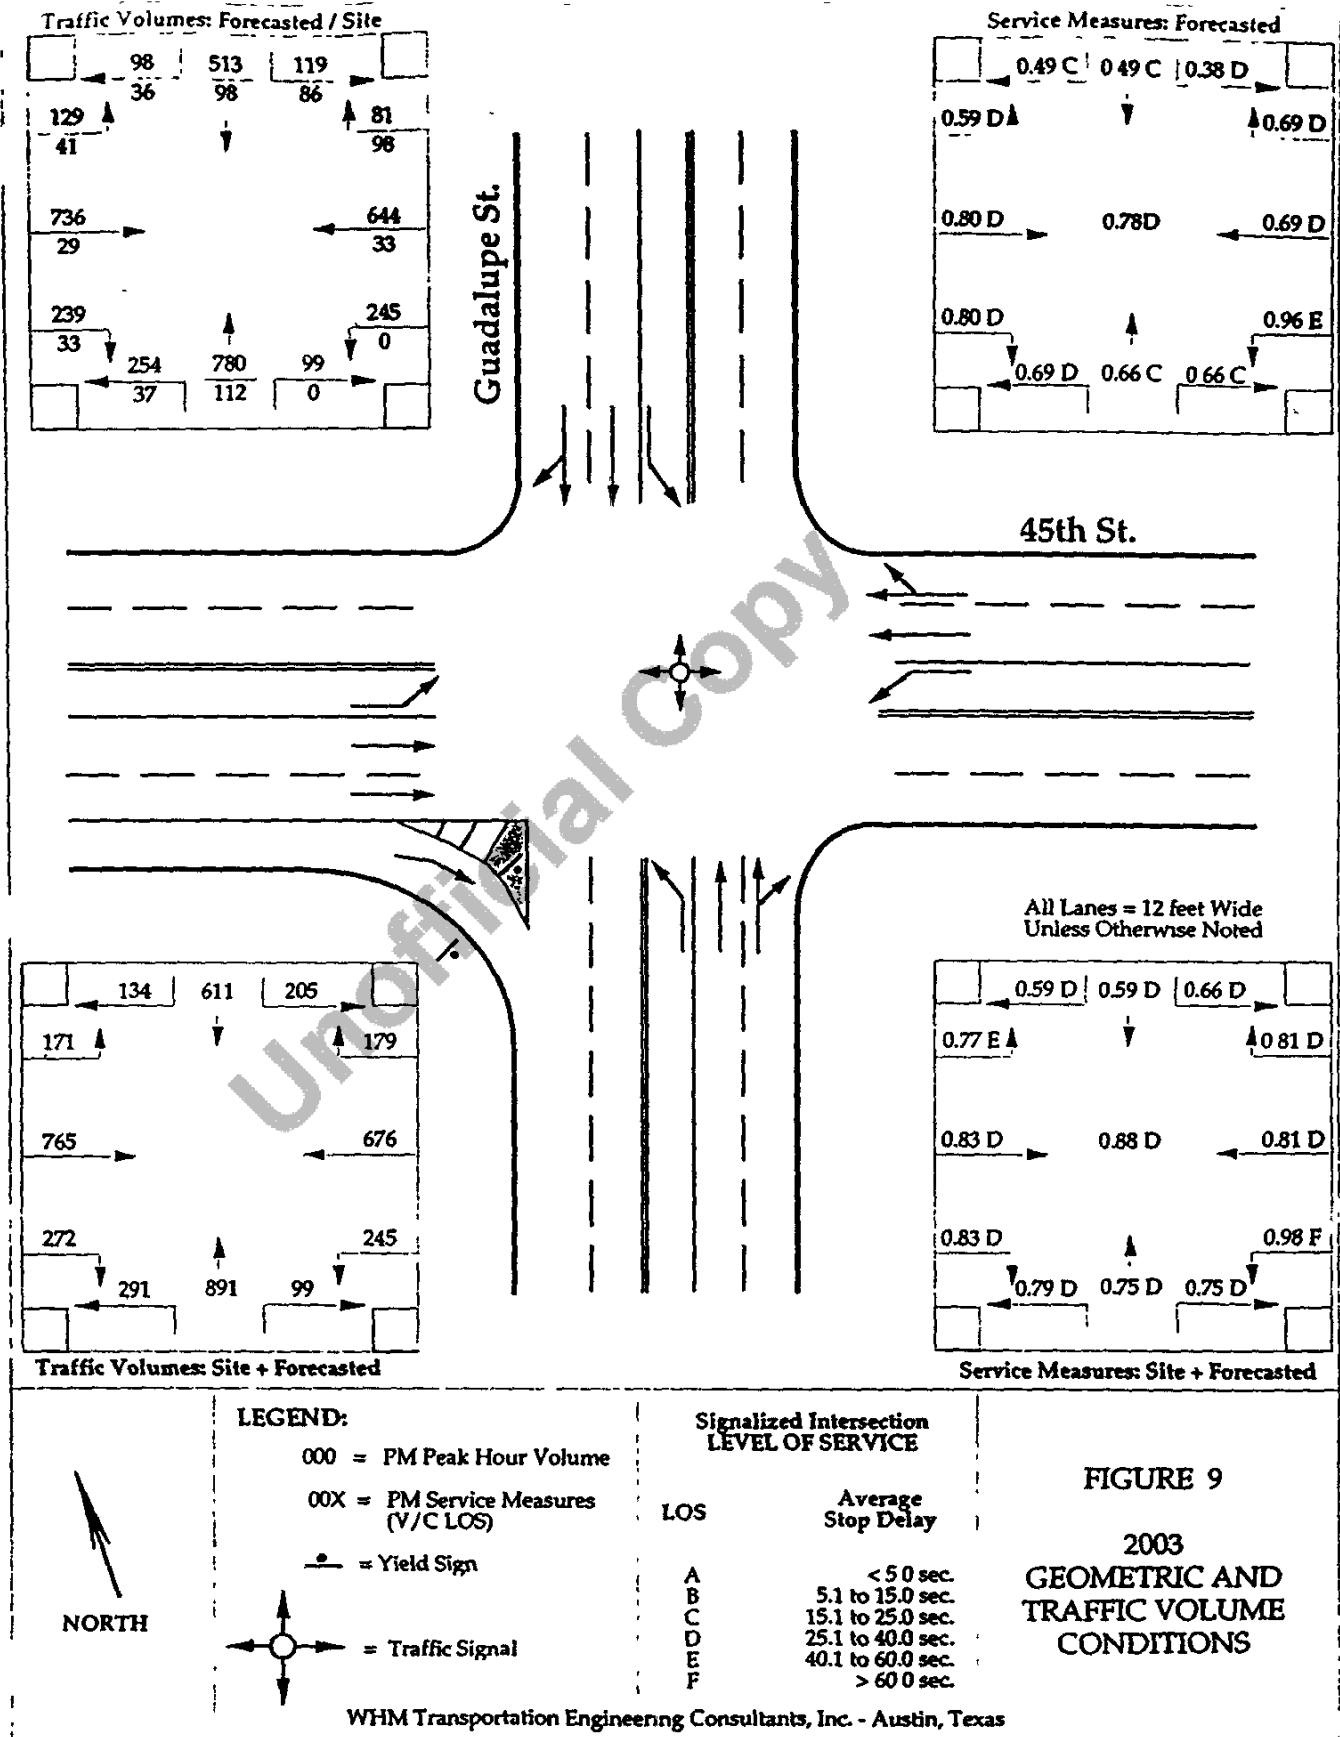 Traffic Volumes: Forecasted / Site
98 513 119
36 98 86
129 81
41 98
736 644
29 33
239 245
33 0
254 780 99
37 112 0
Service Measures: Forecasted
0.49 C 0 49 C 0.38 D
0.59 D 0.69 D
0.80 D 0.78D 0.69 D
0.80 D 0.96 E
0.69 D 0.66 C 0 66 C
Guadalupe St.
45th St.
Unofficial Copy
All Lanes = 12 feet Wide
Unless Otherwise Noted
134 611 205
171 179
765 676
272 245
291 891 99
Traffic Volumes: Site + Forecasted
0.59 D 0.59 D 0.66 D
0.77 E 0 81 D
0.83 D 0.88 D 0.81 D
0.83 D 0.98 F
0.79 D 0.75 D 0.75 D
Service Measures: Site + Forecasted
NORTH
LEGEND:
000 = PM Peak Hour Volume
00X = PM Service Measures
(V/C LOS)
= Yield Sign
= Traffic Signal
Signalized Intersection
LEVEL OF SERVICE
LOS Average
Stop Delay
A < 5 0 sec.
B 5.1 to 15.0 sec.
C 15.1 to 25.0 sec.
D 25.1 to 40.0 sec.
E 40.1 to 60.0 sec.
F > 60 0 sec.
FIGURE 9
2003
GEOMETRIC AND
TRAFFIC VOLUME
CONDITIONS
WHM Transportation Engineering Consultants, Inc. - Austin, Texas